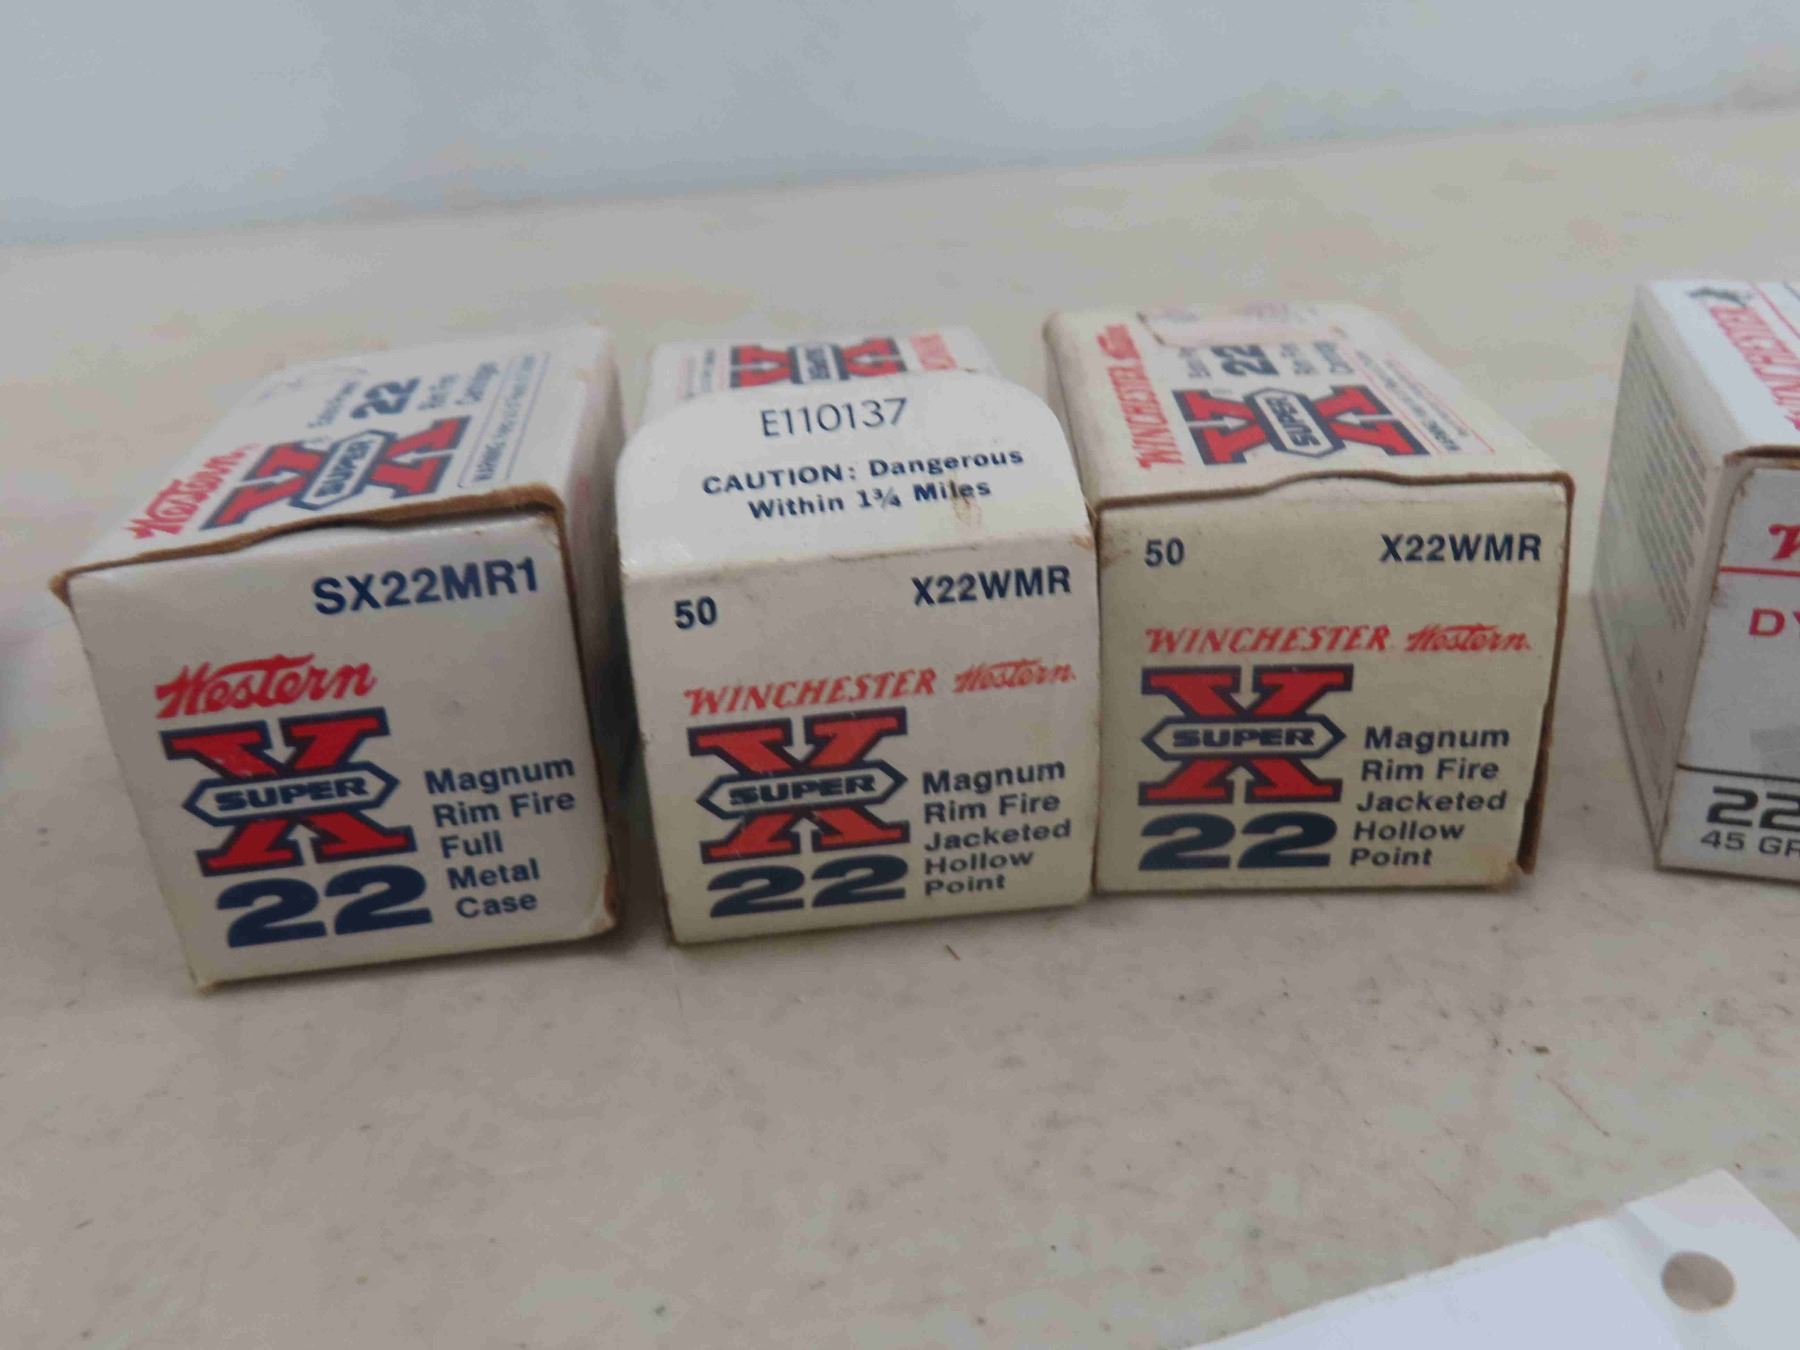 Western
X
SUPER
22
SX22MR1
Western
X
SUPER
22
Magnum
Rim Fire
Full
Metal
Case
X
SUPER
E110137
CAUTION: Dangerous
Within 1¾ Miles
50 X22WMR
WINCHESTER Western
X
SUPER
22
Magnum
Rim Fire
Jacketed
Hollow
Point
WINCHESTER Western
22
X
SUPER
50 X22WMR
WINCHESTER Western
X
SUPER
22
Magnum
Rim Fire
Jacketed
Hollow
Point
22
45 GR